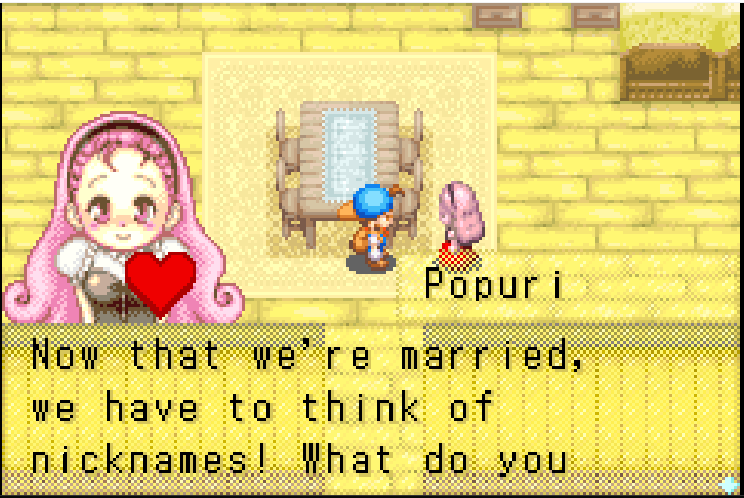 Popuri
Now that we're married,
we have to think of
nicknames! What do you